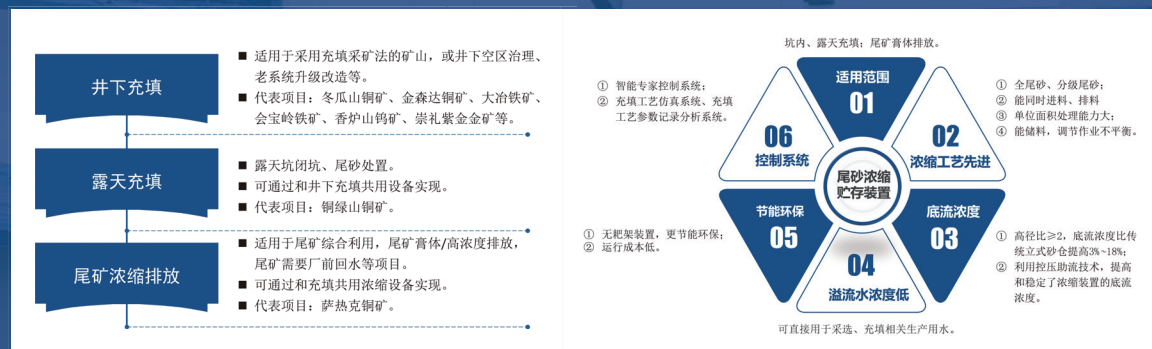 井下充填
■ 适用于采用充填采矿法的矿山，或井下空区治理、
老系统升级改造等。
■ 代表项目：冬瓜山铜矿、金森达铜矿、大冶铁矿、
会宝岭铁矿、香炉山钨矿、崇礼紫金金矿等。
露天充填
■ 露天坑闭坑、尾砂处置。
■ 可通过和井下充填共用设备实现。
■ 代表项目：铜绿山铜矿。
尾矿浓缩排放
■ 适用于尾矿综合利用，尾矿膏体/高浓度排放，
尾矿需要厂前回水等项目。
■ 可通过和充填共用浓缩设备实现。
■ 代表项目：萨热克铜矿。
坑内、露天充填；尾矿膏体排放。
适用范围
01
① 全尾砂、分级尾砂；
② 能同时进料、排料
③ 单位面积处理能力大；
④ 能储料，调节作业不平衡。
02
浓缩工艺先进
底流浓度
03
① 高径比≥2，底流浓度比传
统立式砂仓提高3%~18%；
② 利用控压助流技术，提高
和稳定了浓缩装置的底流
浓度。
04
溢流水浓度低
可直接用于采选、充填相关生产用水。
节能环保
05
① 无耙架装置，更节能环保；
② 运行成本低。
① 智能专家控制系统；
② 充填工艺仿真系统、充填
工艺参数记录分析系统。
06
控制系统
尾砂浓缩
贮存装置